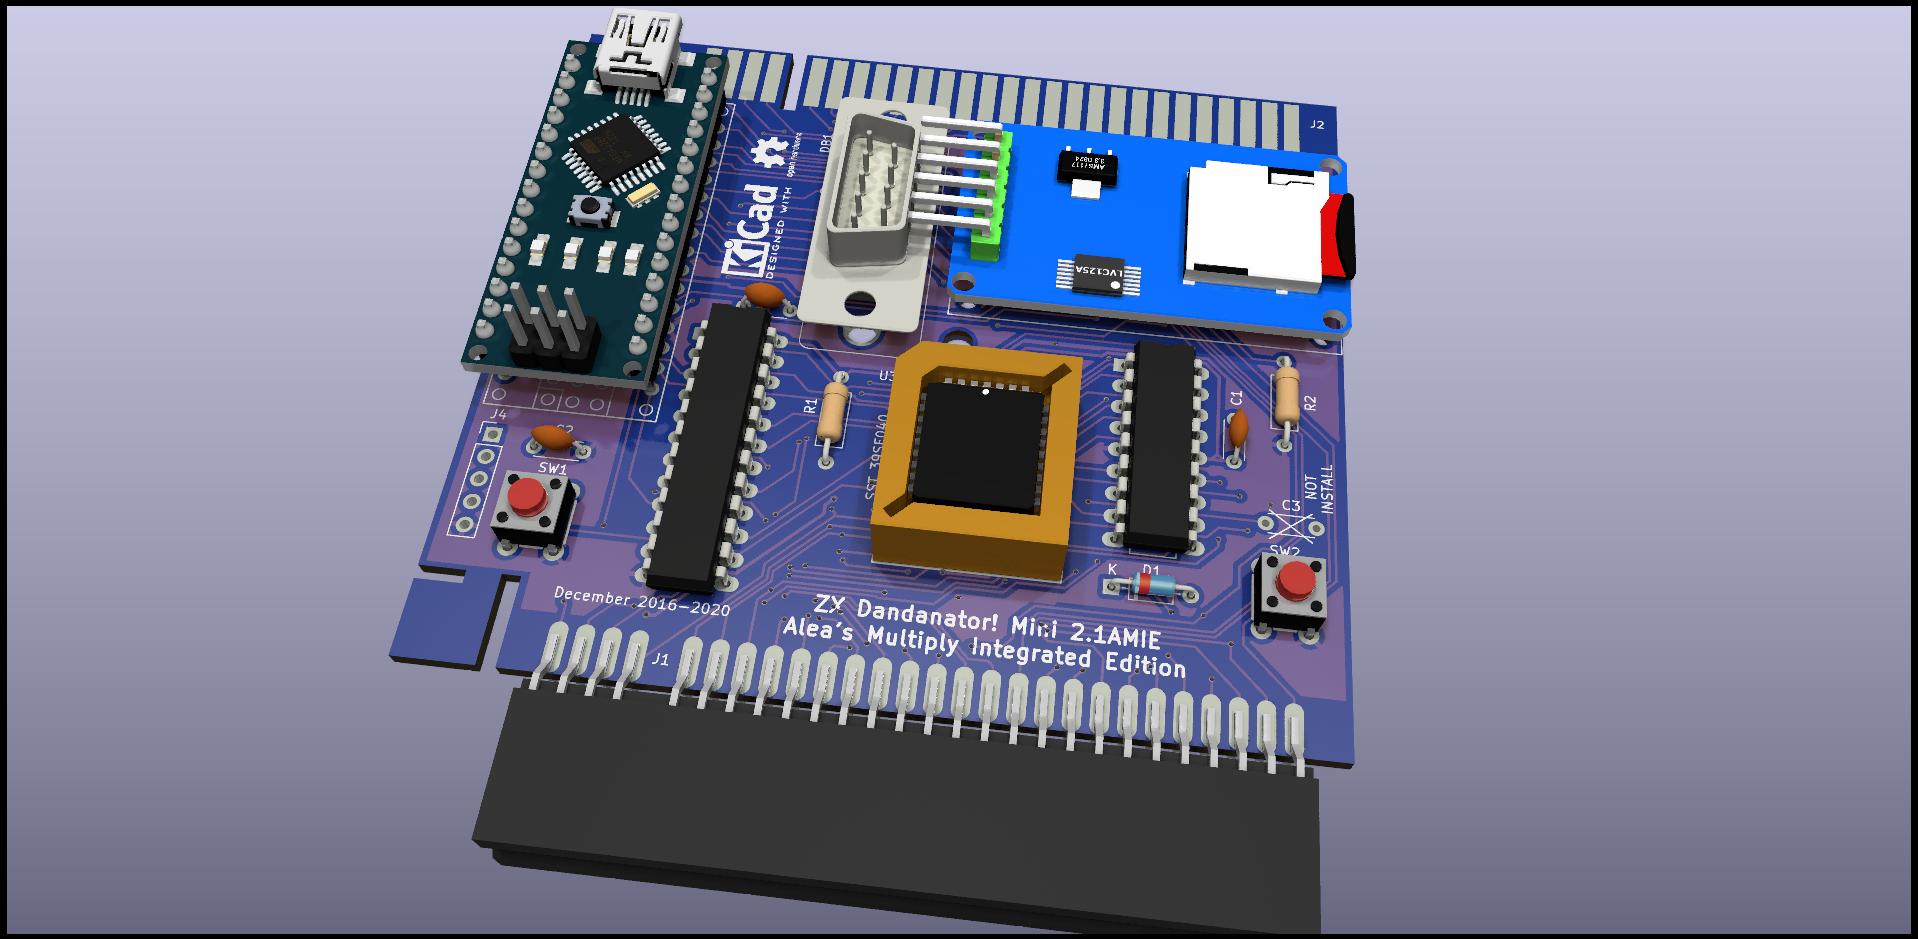 J2
DB1
open hardware
KiCad
DESIGNED WITH
AMS1117
3.3 0924
LVC125A
U3
R1
SST 39SF040
C1
R2
J4
C2
SW1
NOT
INSTALL
C3
SW2
K D1
December 2016-2020
ZX Dandanator! Mini 2.1AMIE
Alea's Multiply Integrated Edition
J1